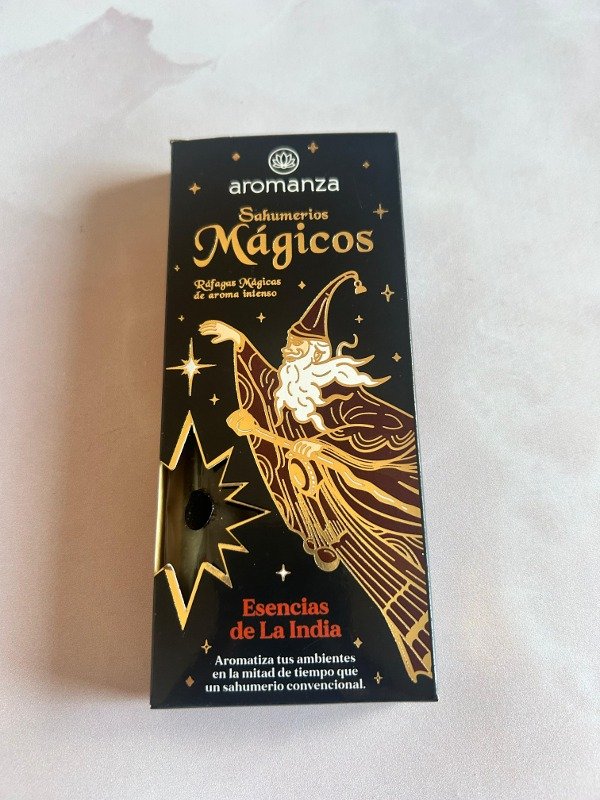 aromanza
Sahumerios
Mágicos
Ráfagas Mágicas
de aroma intenso
Esencias
de La India
Aromatiza tus ambientes
en la mitad de tiempo que
un sahumerio convencional.